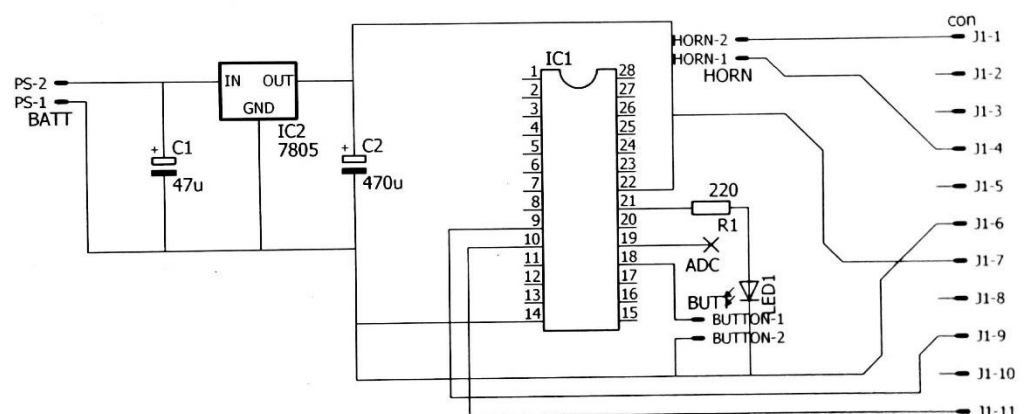 con
HORN-2
J1-1
IC1
HORN-1
HORN
PS-2
IN OUT
1
28
J1-2
PS-1
GND
2
27
BATT
IC2
3
26
J1-3
7805
4
25
+ C1
+ C2
5
24
J1-4
47u
470u
6
23
7
22
J1-5
8
21
220
9
20
R1
J1-6
10
19
ADC
11
18
J1-7
12
17
13
16
BUTT
LED1
J1-8
14
15
BUTTON-1
BUTTON-2
J1-9
J1-10
J1-11